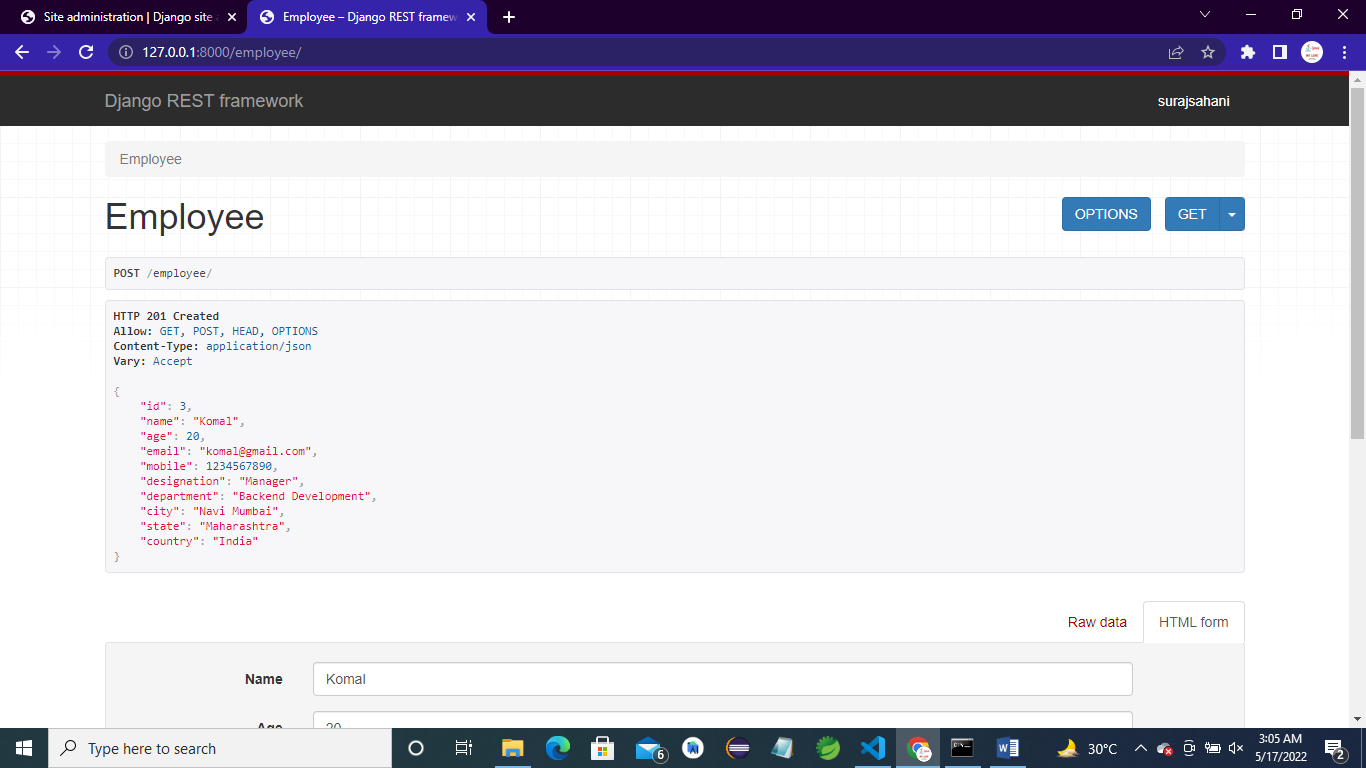 Site administration | Django site a
Employee – Django REST framew
127.0.0.1:8000/employee/
Django REST framework
surajsahani
Employee
Employee
OPTIONS
GET
POST /employee/
HTTP 201 Created
Allow: GET, POST, HEAD, OPTIONS
Content-Type: application/json
Vary: Accept
{
"id": 3,
"name": "Komal",
"age": 20,
"email": "komal@gmail.com",
"mobile": 1234567890,
"designation": "Manager",
"department": "Backend Development",
"city": "Navi Mumbai",
"state": "Maharashtra",
"country": "India"
}
Raw data
HTML form
Name
Komal
Age
20
Type here to search
6
30°C
3:05 AM
5/17/2022
2